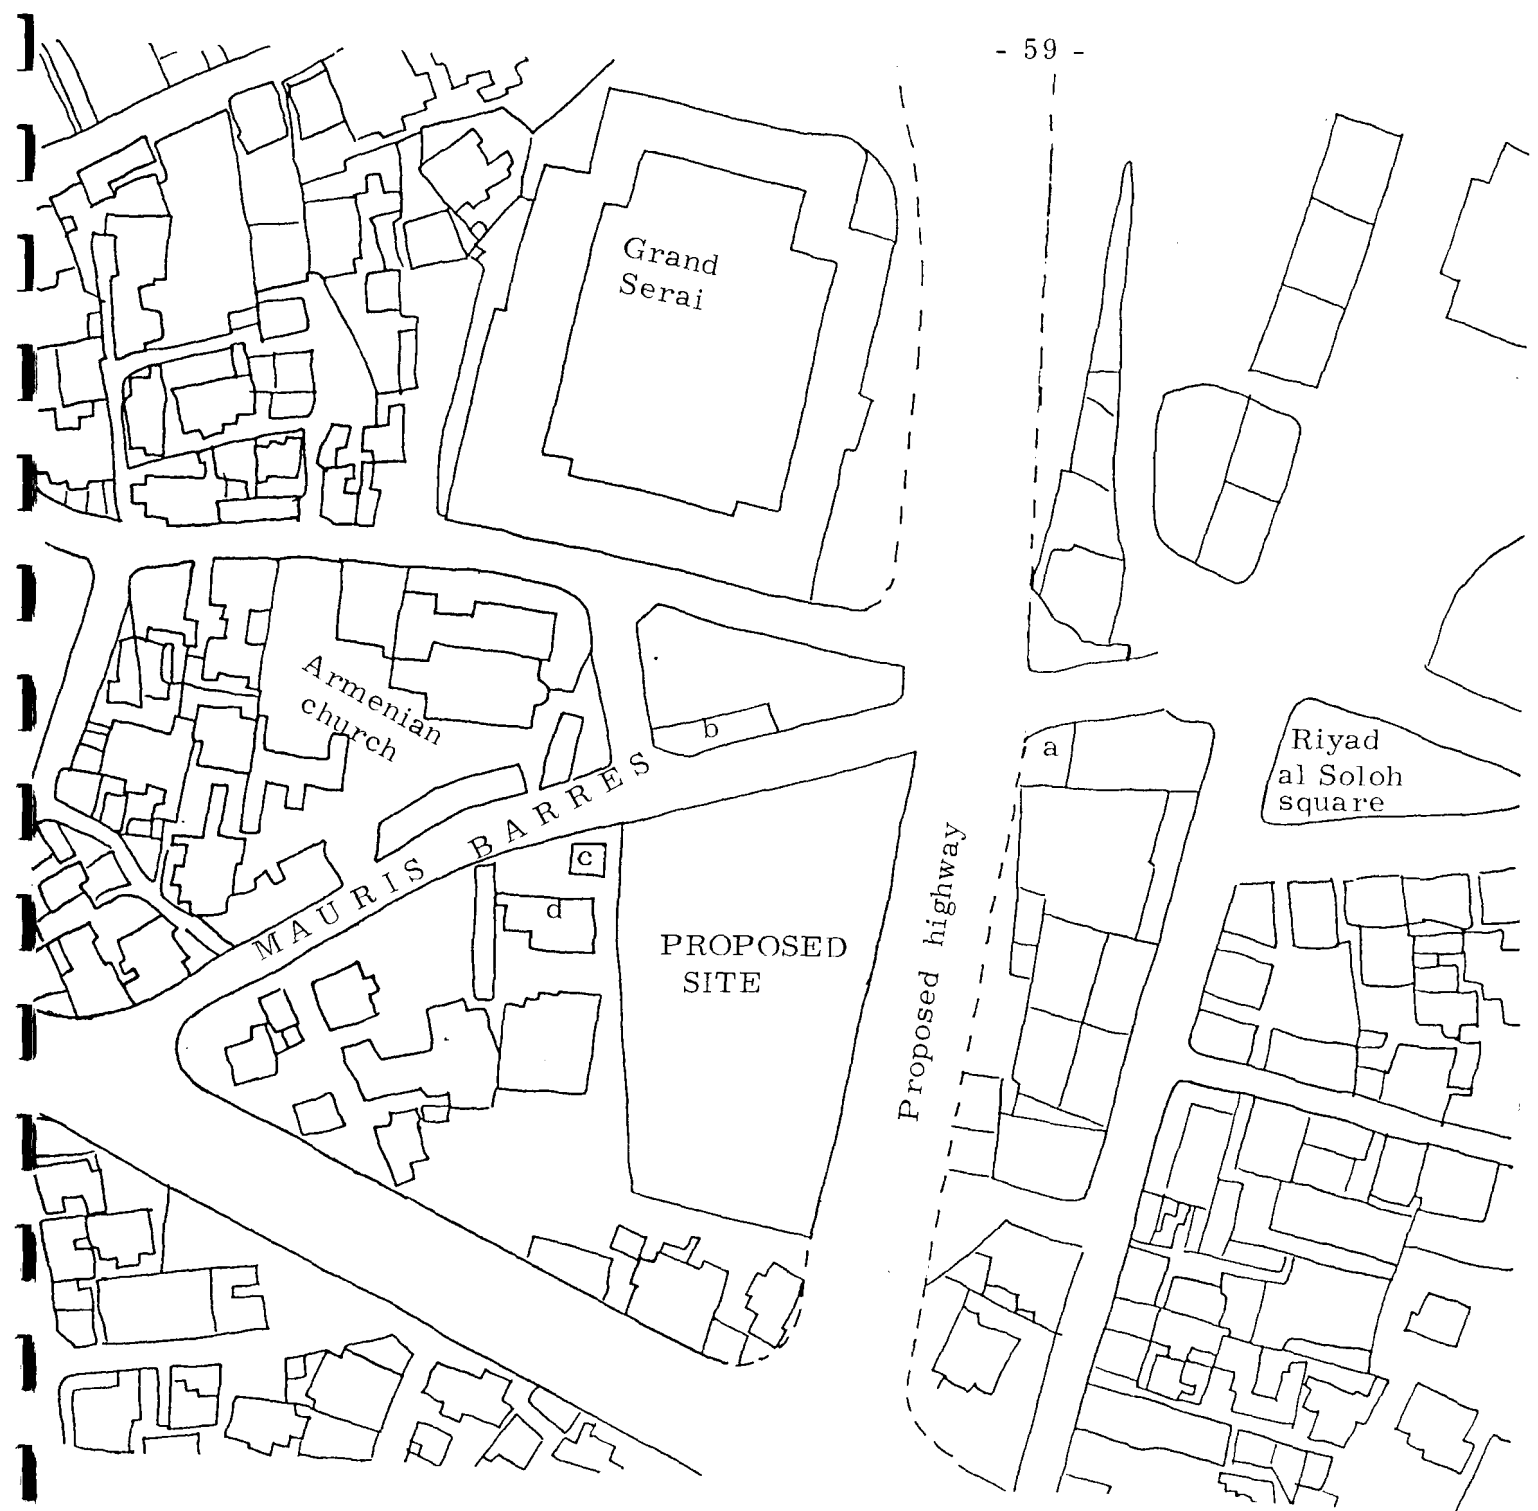 - 59 -
Grand
Serai
Armenian
church
b
a
Riyad
al Soloh
square
MAURIS BARRES
c
d
PROPOSED
SITE
Proposed highway